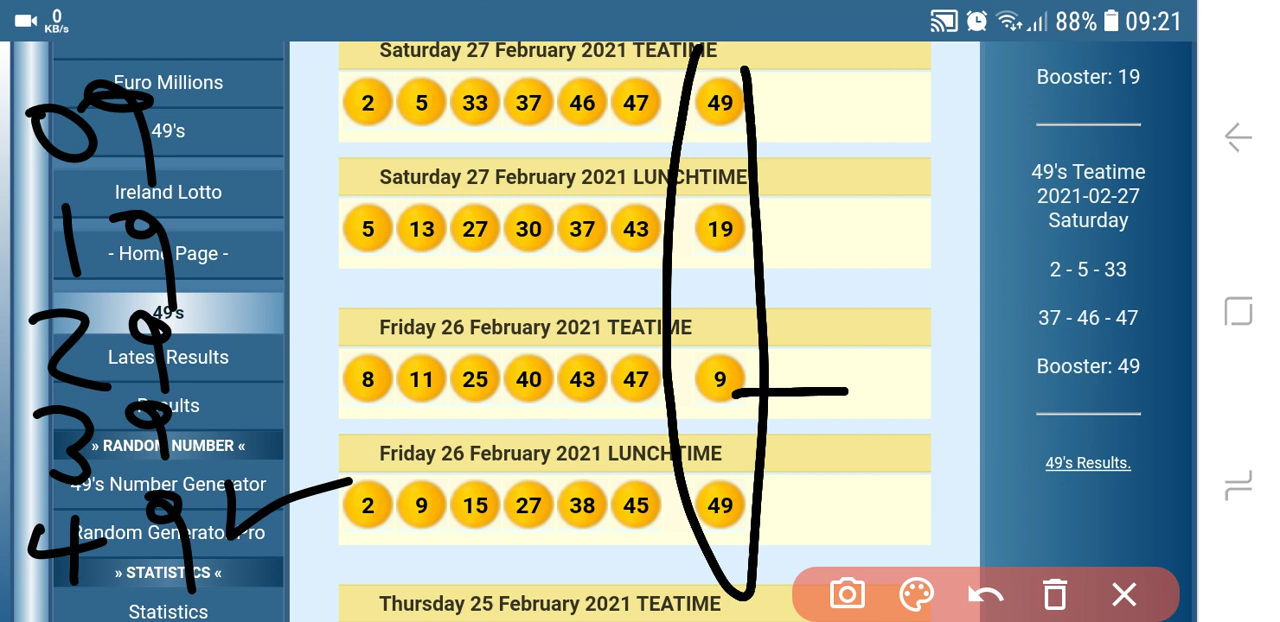 0
KB/s
88% 09:21
Euro Millions
49's
Ireland Lotto
- Home Page -
49's
Latest Results
Results
» RANDOM NUMBER «
49's Number Generator
Random Generator Pro
» STATISTICS «
Statistics
09
19
29
39
49
Saturday 27 February 2021 TEATIME
2 5 33 37 46 47 49
Saturday 27 February 2021 LUNCHTIME
5 13 27 30 37 43 19
Friday 26 February 2021 TEATIME
8 11 25 40 43 47 9
Friday 26 February 2021 LUNCHTIME
2 9 15 27 38 45 49
Thursday 25 February 2021 TEATIME
Booster: 19
49's Teatime
2021-02-27
Saturday
2 - 5 - 33
37 - 46 - 47
Booster: 49
49's Results.